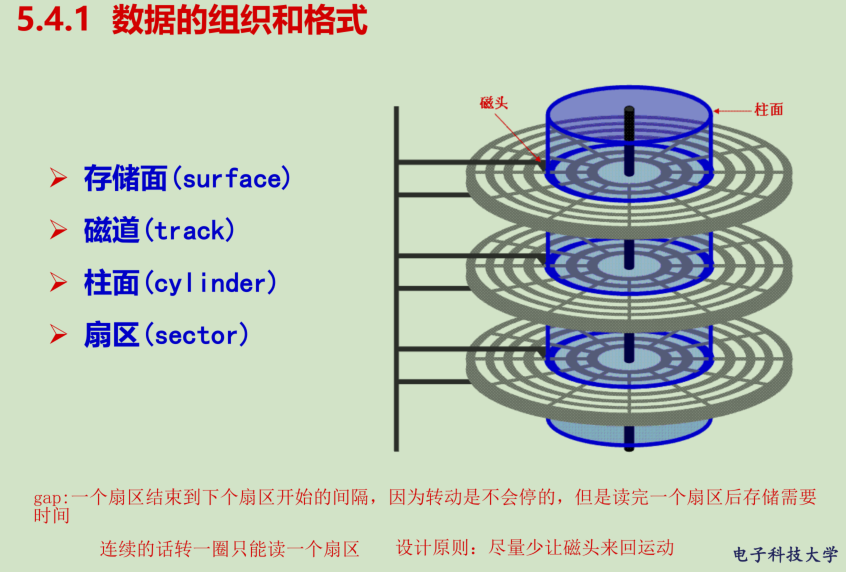 5.4.1 数据的组织和格式
磁头
柱面
存储面(surface)
磁道(track)
柱面(cylinder)
扇区(sector)
gap:一个扇区结束到下个扇区开始的间隔，因为转动是不会停的，但是读完一个扇区后存储需要
时间
连续的话转一圈只能读一个扇区 设计原则：尽量少让磁头来回运动
电子科技大学